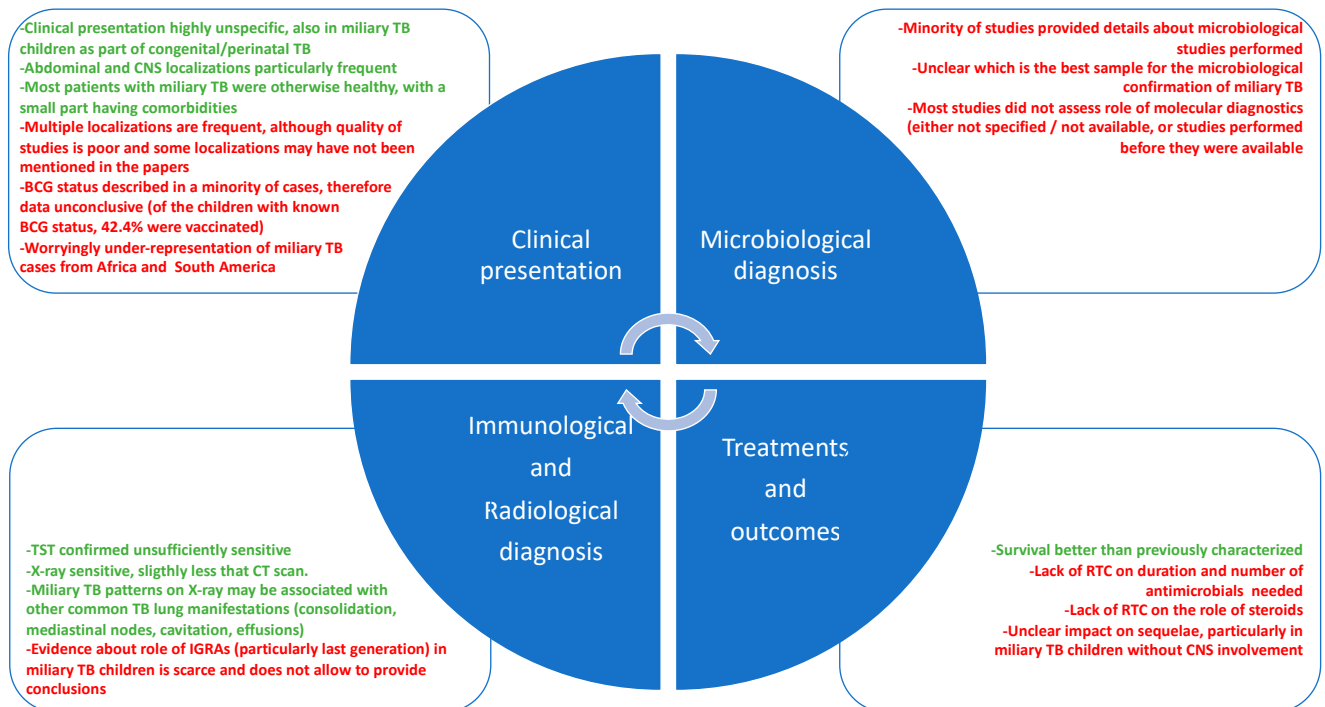 -Clinical presentation highly unspecific, also in miliary TB
children as part of congenital/perinatal TB
-Abdominal and CNS localizations particularly frequent
-Most patients with miliary TB were otherwise healthy, with a
small part having comorbidities
-Multiple localizations are frequent, although quality of
studies is poor and some localizations may have not been
mentioned in the papers
-BCG status described in a minority of cases, therefore
data unconclusive (of the children with known
BCG status, 42.4% were vaccinated)
-Worryingly under-representation of miliary TB
cases from Africa and South America
-Minority of studies provided details about microbiological
studies performed
-Unclear which is the best sample for the microbiological
confirmation of miliary TB
-Most studies did not assess role of molecular diagnostics
(either not specified / not available, or studies performed
before they were available
Clinical
presentation
Microbiological
diagnosis
Immunological
and
Radiological
diagnosis
Treatments
and
outcomes
-TST confirmed unsufficiently sensitive
-X-ray sensitive, sligthly less that CT scan.
-Miliary TB patterns on X-ray may be associated with
other common TB lung manifestations (consolidation,
mediastinal nodes, cavitation, effusions)
-Evidence about role of IGRAs (particularly last generation) in
miliary TB children is scarce and does not allow to provide
conclusions
-Survival better than previously characterized
-Lack of RTC on duration and number of
antimicrobials needed
-Lack of RTC on the role of steroids
-Unclear impact on sequelae, particularly in
miliary TB children without CNS involvement